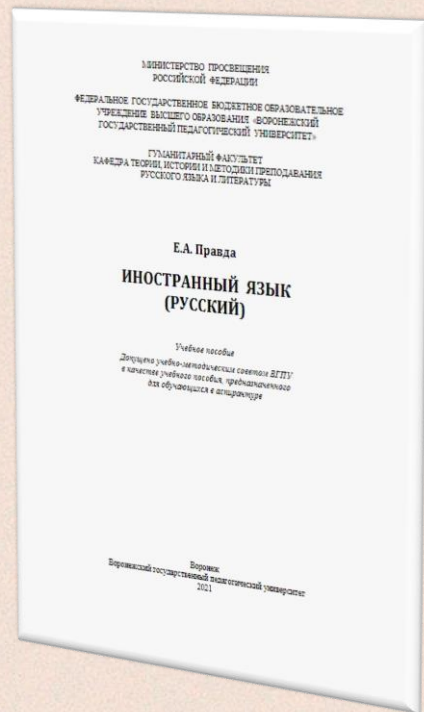 МИНИСТЕРСТВО ПРОСВЕЩЕНИЯ
РОССИЙСКОЙ ФЕДЕРАЦИИ
ФЕДЕРАЛЬНОЕ ГОСУДАРСТВЕННОЕ БЮДЖЕТНОЕ ОБРАЗОВАТЕЛЬНОЕ
УЧРЕЖДЕНИЕ ВЫСШЕГО ОБРАЗОВАНИЯ «ВОРОНЕЖСКИЙ
ГОСУДАРСТВЕННЫЙ ПЕДАГОГИЧЕСКИЙ УНИВЕРСИТЕТ»
ГУМАНИТАРНЫЙ ФАКУЛЬТЕТ
КАФЕДРА ТЕОРИИ, ИСТОРИИ И МЕТОДИКИ ПРЕПОДАВАНИЯ
РУССКОГО ЯЗЫКА И ЛИТЕРАТУРЫ
Е.А. Правда
ИНОСТРАННЫЙ ЯЗЫК
(РУССКИЙ)
Учебное пособие
Допущено учебно-методическим советом ВГПУ
в качестве учебного пособия, предназначенного
для обучающихся в аспирантуре
Воронеж
Воронежский государственный педагогический университет
2021